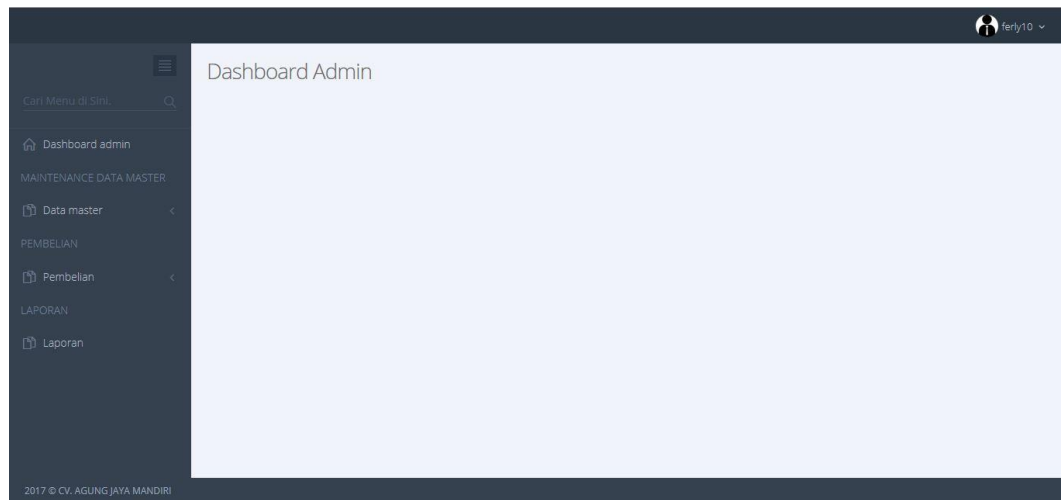 ferly10
Dashboard Admin
Cari Menu di Sini.
Dashboard admin
MAINTENANCE DATA MASTER
Data master
PEMBELIAN
Pembelian
LAPORAN
Laporan
2017 © CV. AGUNG JAYA MANDIRI